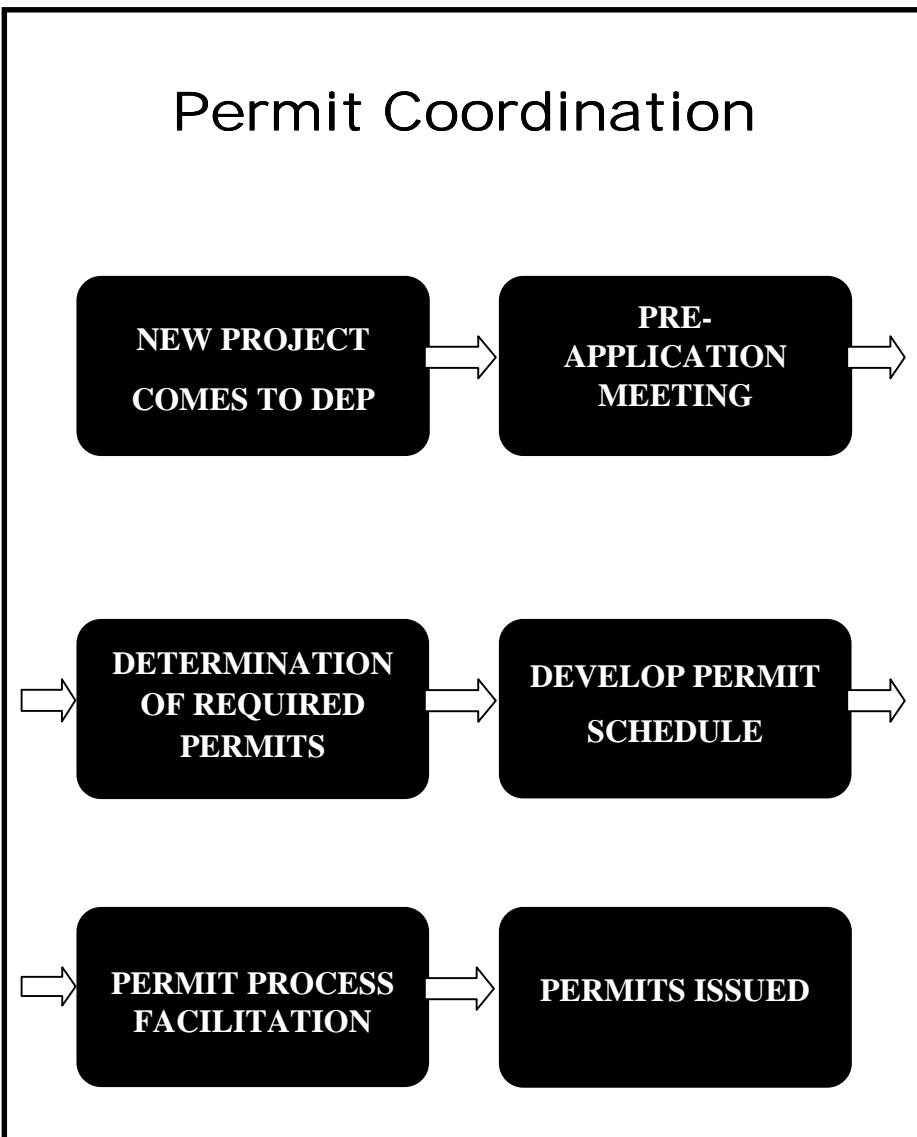 Permit Coordination
NEW PROJECT
COMES TO DEP
PRE-
APPLICATION
MEETING
DETERMINATION
OF REQUIRED
PERMITS
DEVELOP PERMIT
SCHEDULE
PERMIT PROCESS
FACILITATION
PERMITS ISSUED